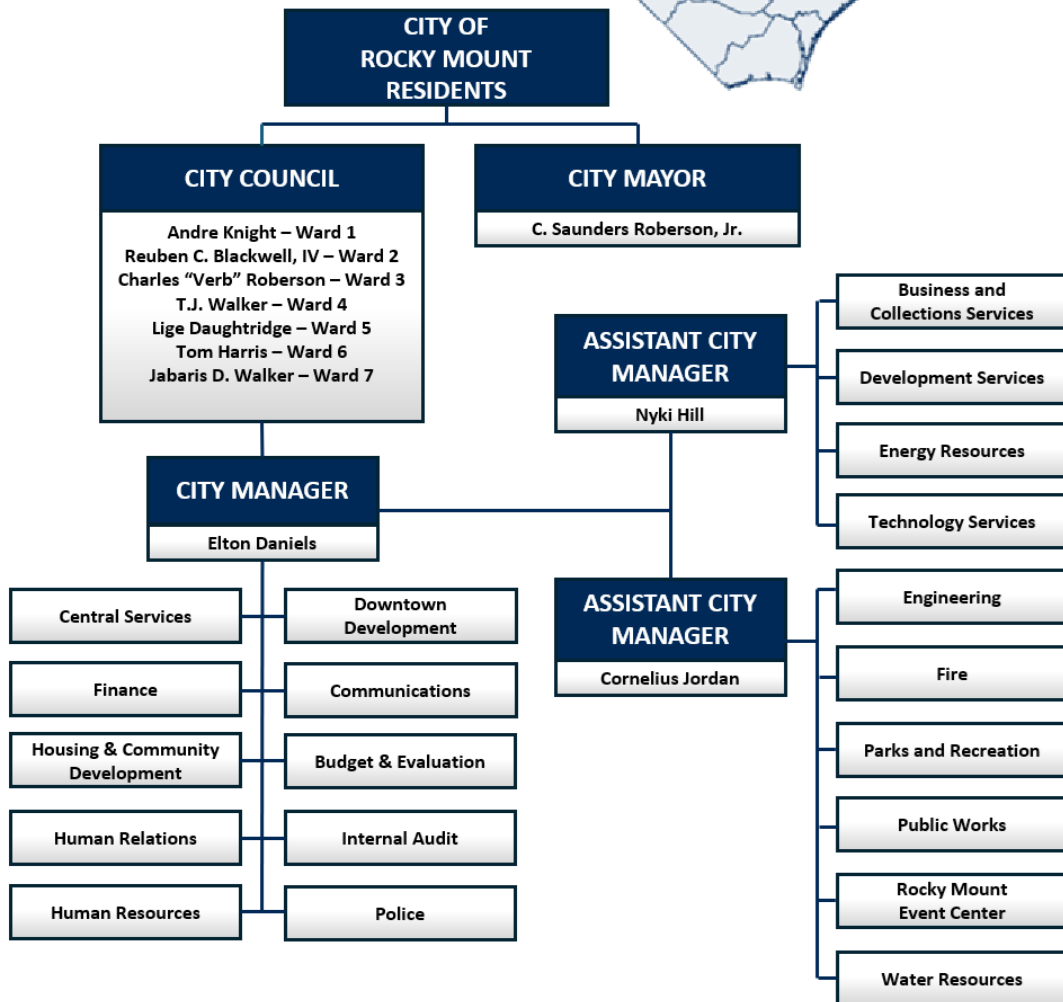 CITY OF
ROCKY MOUNT
RESIDENTS
CITY COUNCIL
Andre Knight – Ward 1
Reuben C. Blackwell, IV – Ward 2
Charles “Verb” Roberson – Ward 3
T.J. Walker – Ward 4
Lige Daughtridge – Ward 5
Tom Harris – Ward 6
Jabaris D. Walker – Ward 7
CITY MAYOR
C. Saunders Roberson, Jr.
CITY MANAGER
Elton Daniels
Central Services
Downtown
Development
Finance
Communications
Housing & Community
Development
Budget & Evaluation
Human Relations
Internal Audit
Human Resources
Police
ASSISTANT CITY
MANAGER
Nyki Hill
Business and
Collections Services
Development Services
Energy Resources
Technology Services
ASSISTANT CITY
MANAGER
Cornelius Jordan
Engineering
Fire
Parks and Recreation
Public Works
Rocky Mount
Event Center
Water Resources